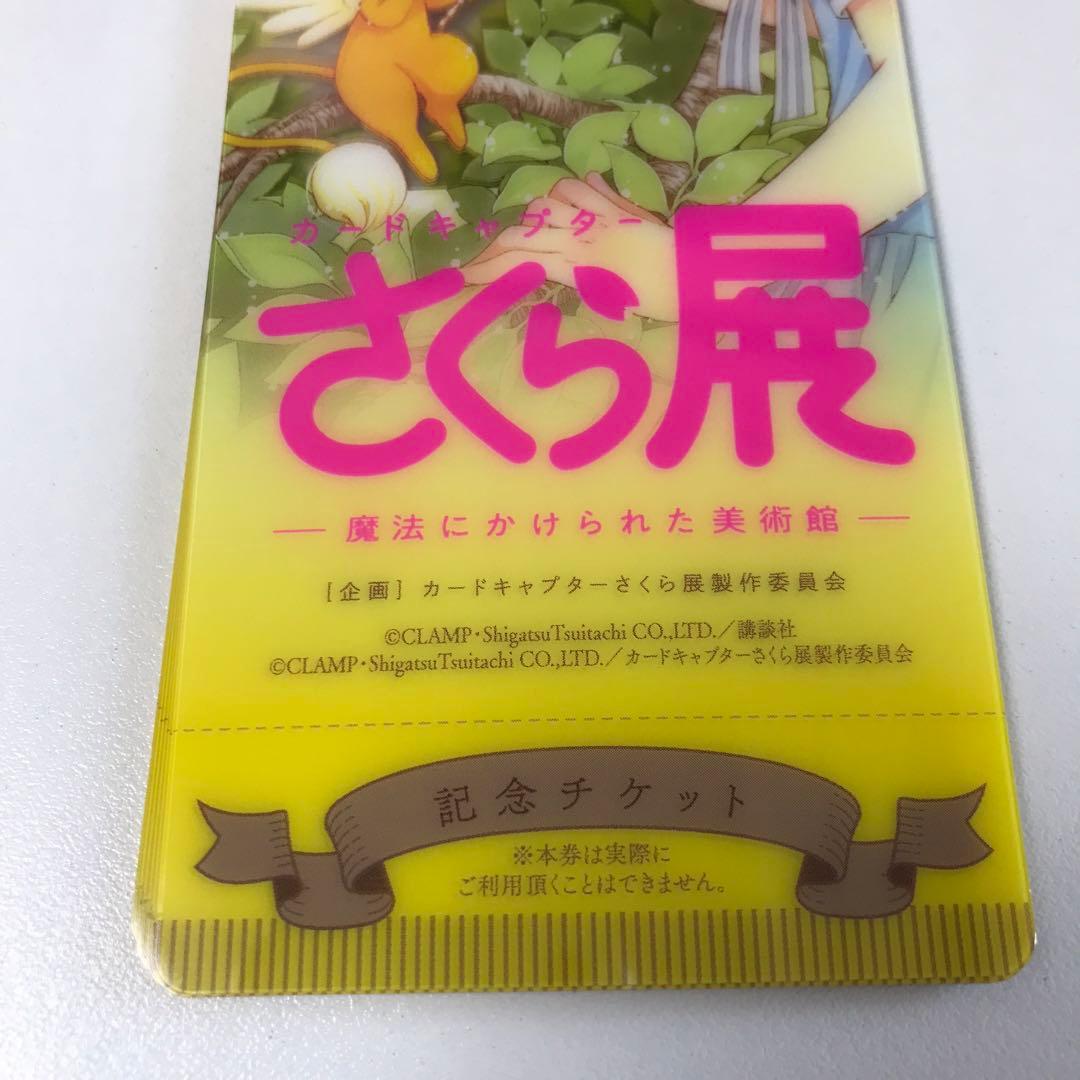 カードキャプター
さくら展
― 魔法にかけられた美術館 ―
[企画] カードキャプターさくら展製作委員会
©CLAMP・ShigatsuTsuitachi CO.,LTD.／講談社
©CLAMP・ShigatsuTsuitachi CO.,LTD.／カードキャプターさくら展製作委員会
記念チケット
※本券は実際に
ご利用頂くことはできません。